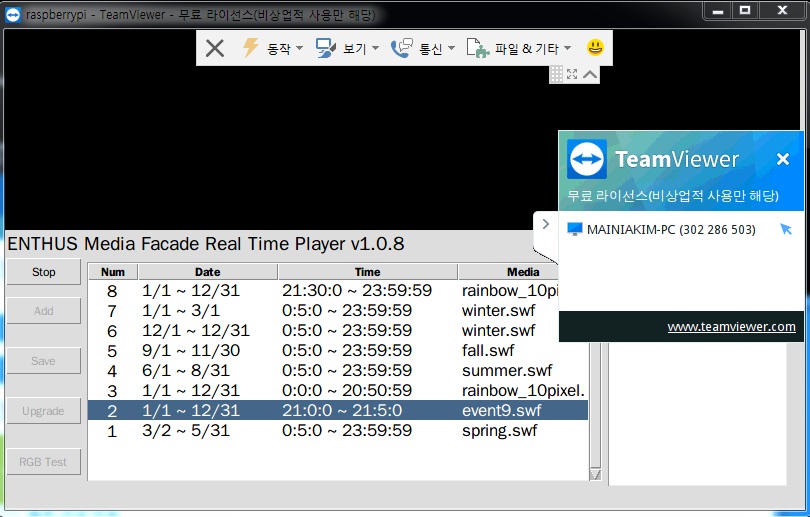 raspberrypi - TeamViewer - 무료 라이선스(비상업적 사용만 해당)
동작 보기 통신 파일 & 기타
TeamViewer
무료 라이선스(비상업적 사용만 해당)
MAINIAKIM-PC (302 286 503)
www.teamviewer.com
ENTHUS Media Facade Real Time Player v1.0.8
Stop
Add
Save
Upgrade
RGB Test
Num Date Time Media
8 1/1 ~ 12/31 21:30:00 ~ 23:59:59 rainbow_10pi
7 1/1 ~ 3/1 0:5:0 ~ 23:59:59 winter.swf
6 12/1 ~ 12/31 0:5:0 ~ 23:59:59 winter.swf
5 9/1 ~ 11/30 0:5:0 ~ 23:59:59 fall.swf
4 6/1 ~ 8/31 0:5:0 ~ 23:59:59 summer.swf
3 1/1 ~ 12/31 0:0:0 ~ 20:50:59 rainbow_10pixel.
2 1/1 ~ 12/31 21:0:0 ~ 21:5:0 event9.swf
1 3/2 ~ 5/31 0:5:0 ~ 23:59:59 spring.swf